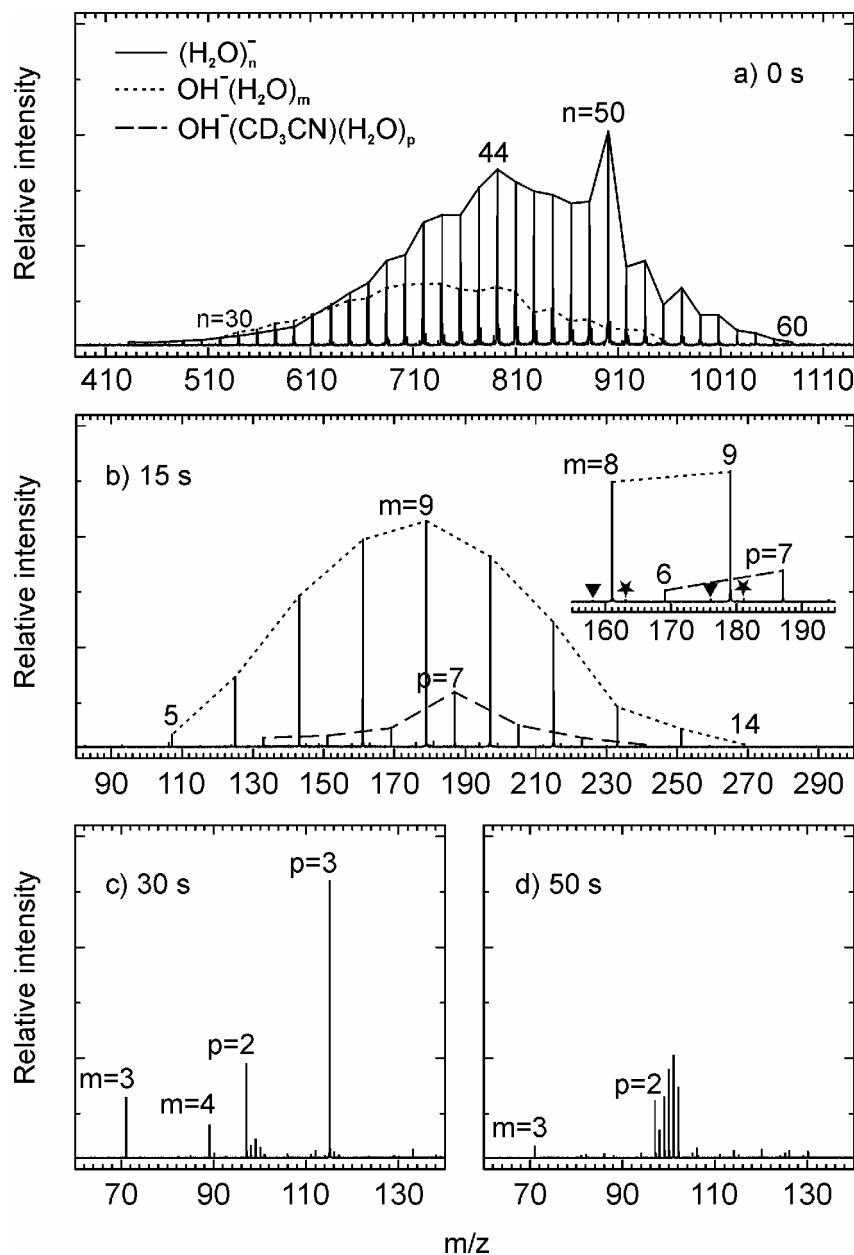 (H₂O)ₙ⁻
OH⁻(H₂O)ₘ
OH⁻(CD₃CN)(H₂O)ₚ
a) 0 s
n=50
44
n=30
60
Relative intensity
410 510 610 710 810 910 1010 1110
b) 15 s
m=9
5
p=7
14
m=8
9
6
p=7
160 170 180 190
Relative intensity
90 110 130 150 170 190 210 230 250 270 290
c) 30 s
p=3
p=2
m=3
m=4
Relative intensity
70 90 110 130
d) 50 s
p=2
m=3
70 90 110 130
m/z